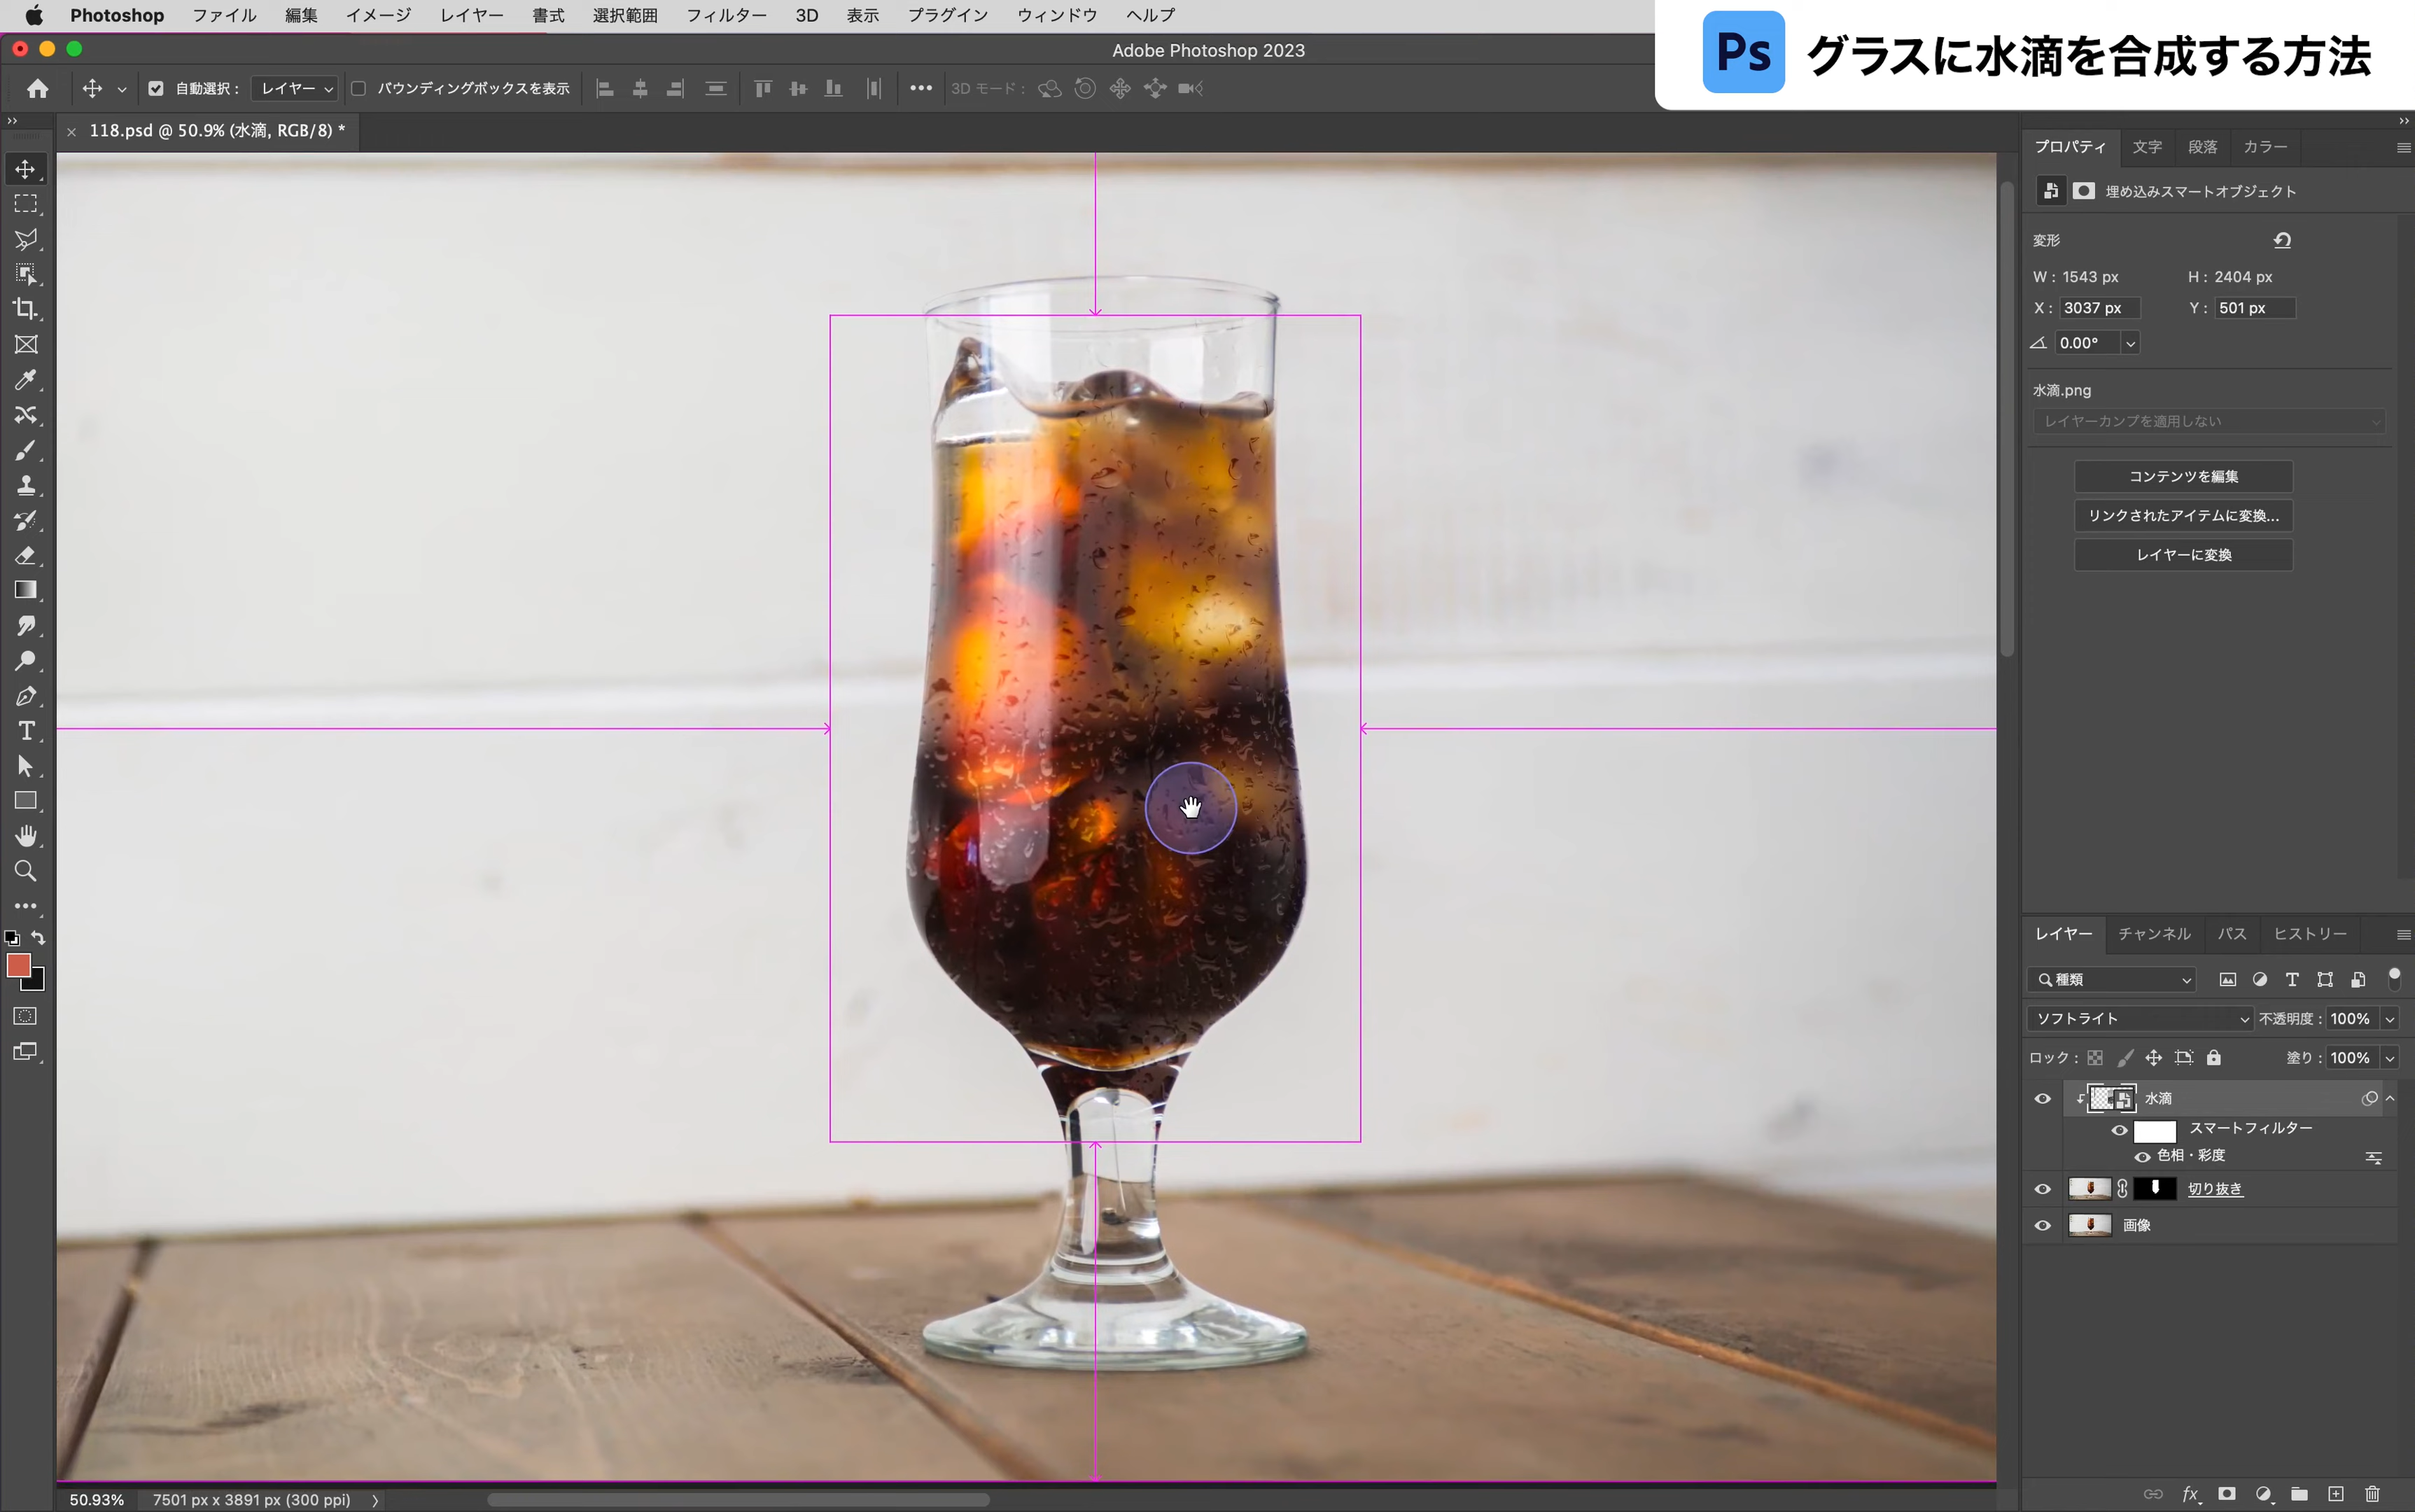 Photoshop ファイル 編集 イメージ レイヤー 書式 選択範囲 フィルター 3D 表示 プラグイン ウィンドウ ヘルプ
Adobe Photoshop 2023
Ps グラスに水滴を合成する方法
自動選択： レイヤー バウンディングボックスを表示 3D モード：
118.psd @ 50.9% (水滴, RGB/8) *
プロパティ 文字 段落 カラー
埋め込みスマートオブジェクト
変形
W： 1543 px H： 2404 px
X： 3037 px Y： 501 px
0.00°
水滴.png
レイヤーカンプを適用しない
コンテンツを編集
リンクされたアイテムに変換...
レイヤーに変換
レイヤー チャンネル パス ヒストリー
種類
ソフトライト 不透明度： 100%
ロック： 塗り： 100%
水滴
スマートフィルター
色相・彩度
切り抜き
画像
fx
50.93% 7501 px x 3891 px (300 ppi)